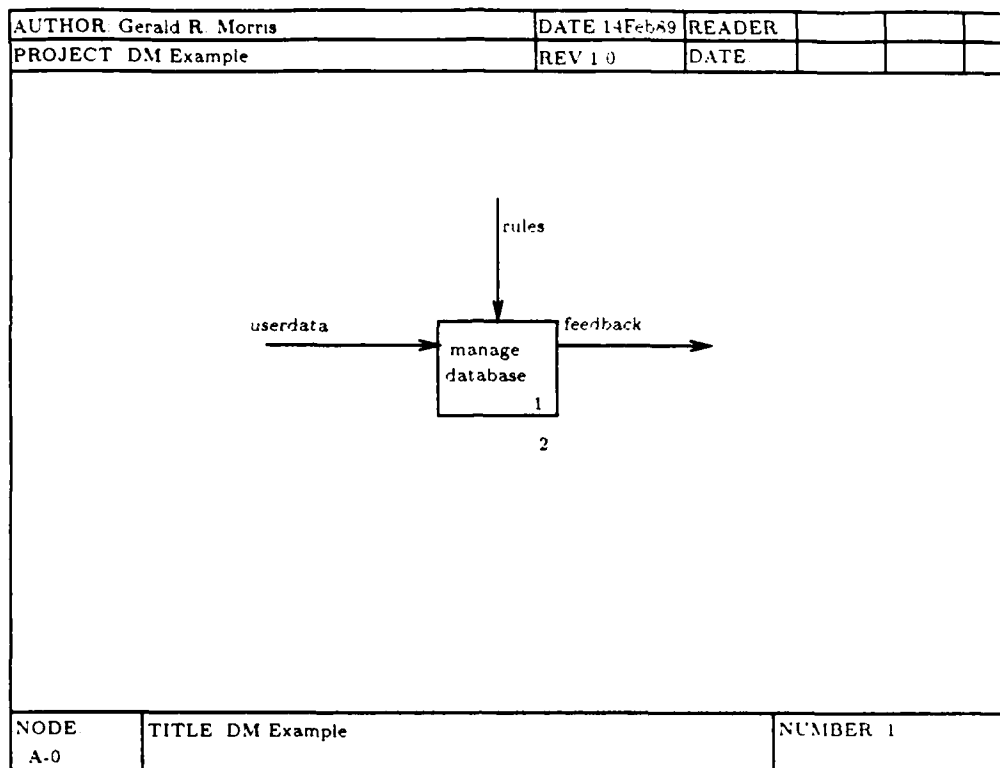 AUTHOR: Gerald R. Morris DATE 14Feb89 READER
PROJECT DM Example REV 1.0 DATE
rules
userdata
feedback
manage
database
1
2
NODE TITLE DM Example NUMBER 1
A-0